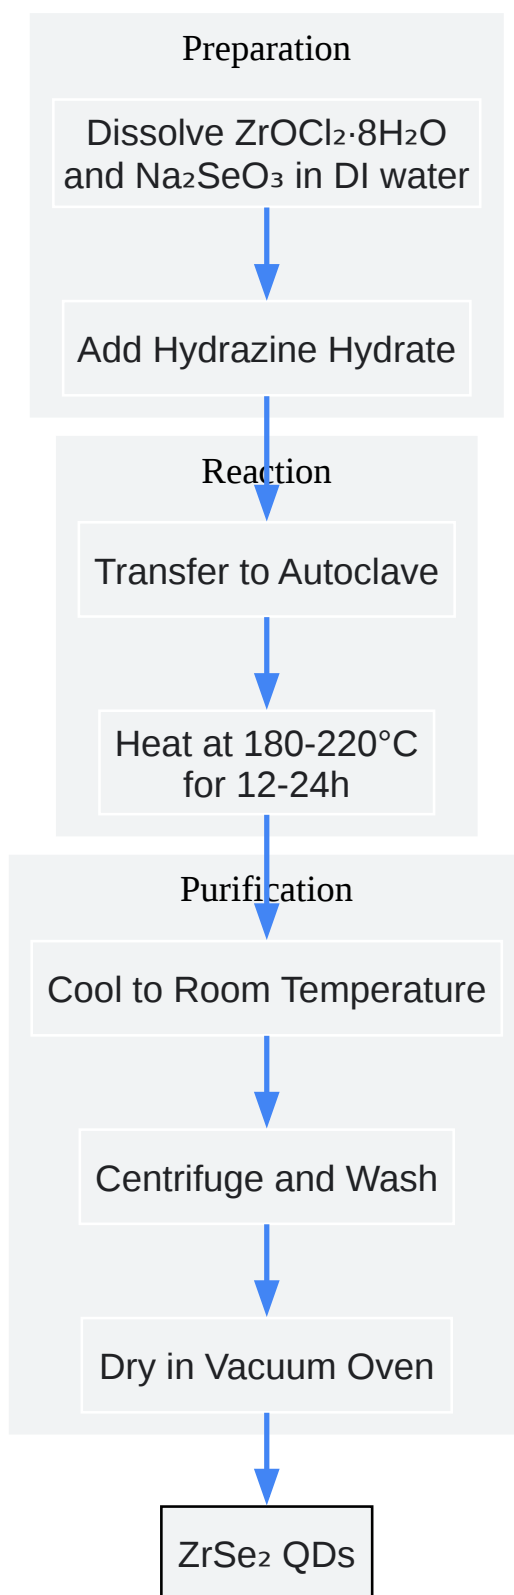 Preparation
Dissolve ZrOCl₂·8H₂O
and Na₂SeO₃ in DI water
Add Hydrazine Hydrate
Reaction
Transfer to Autoclave
Heat at 180-220°C
for 12-24h
Purification
Cool to Room Temperature
Centrifuge and Wash
Dry in Vacuum Oven
ZrSe₂ QDs